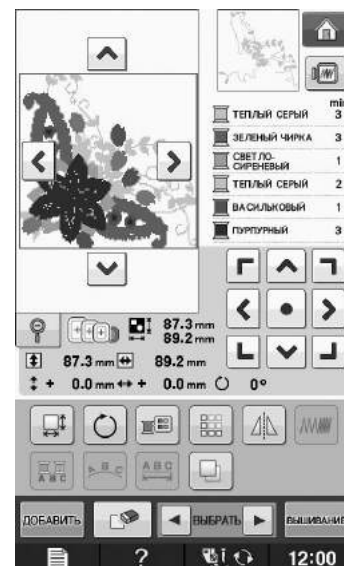 min
ТЕПЛЫЙ СЕРЫЙ 3
ЗЕЛЕНЫЙ ЧИРКА 3
СВЕТЛО-
СИРЕНЕВЫЙ 1
ТЕПЛЫЙ СЕРЫЙ 2
ВАСИЛЬКОВЫЙ 1
ПУРПУРНЫЙ 3
87.3 mm
89.2 mm
87.3 mm 89.2 mm
+ 0.0 mm + 0.0 mm 0°
A B C
A B C
A B C
ДОБАВИТЬ ВЫБРАТЬ ВЫШИВАНИЕ
? 12:00